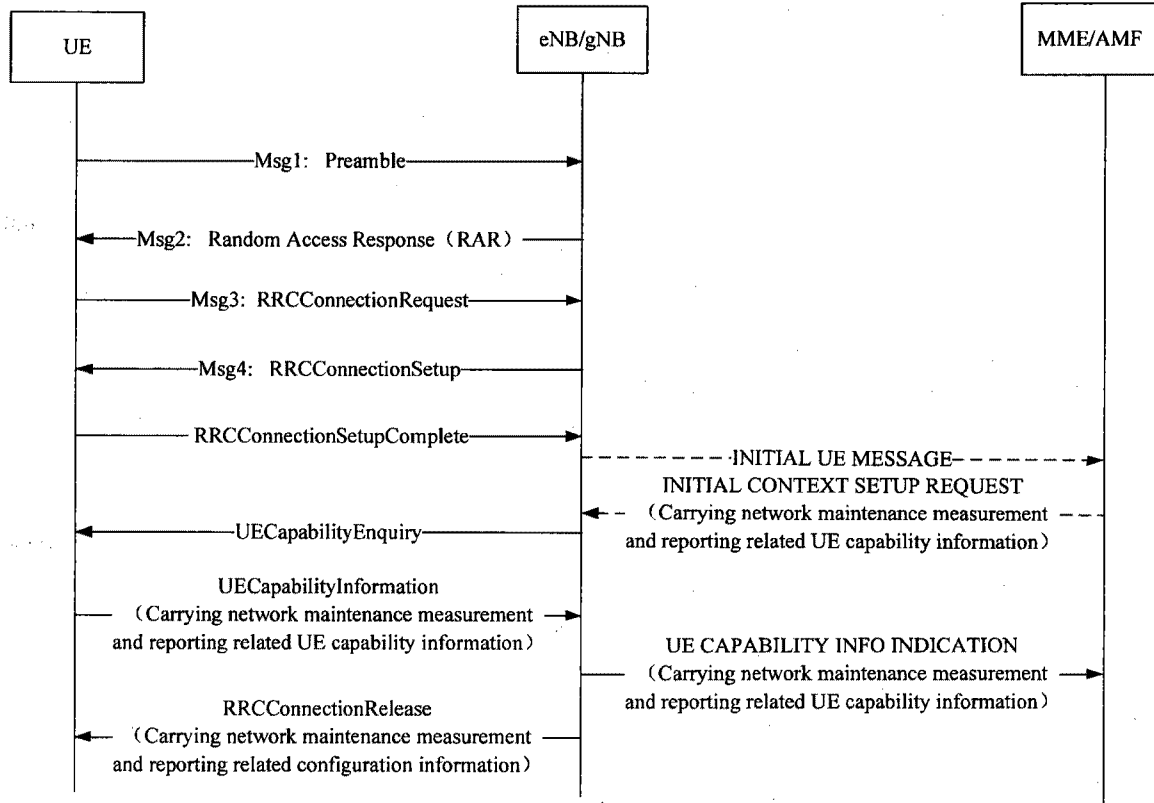 UE
eNB/gNB
MME/AMF
Msg1: Preamble
Msg2: Random Access Response（RAR）
Msg3: RRCConnectionRequest
Msg4: RRCConnectionSetup
RRCConnectionSetupComplete
INITIAL UE MESSAGE
INITIAL CONTEXT SETUP REQUEST
（Carrying network maintenance measurement
and reporting related UE capability information）
UECapabilityEnquiry
UECapabilityInformation
（Carrying network maintenance measurement
and reporting related UE capability information）
UE CAPABILITY INFO INDICATION
（Carrying network maintenance measurement
and reporting related UE capability information）
RRCConnectionRelease
（Carrying network maintenance measurement
and reporting related configuration information）